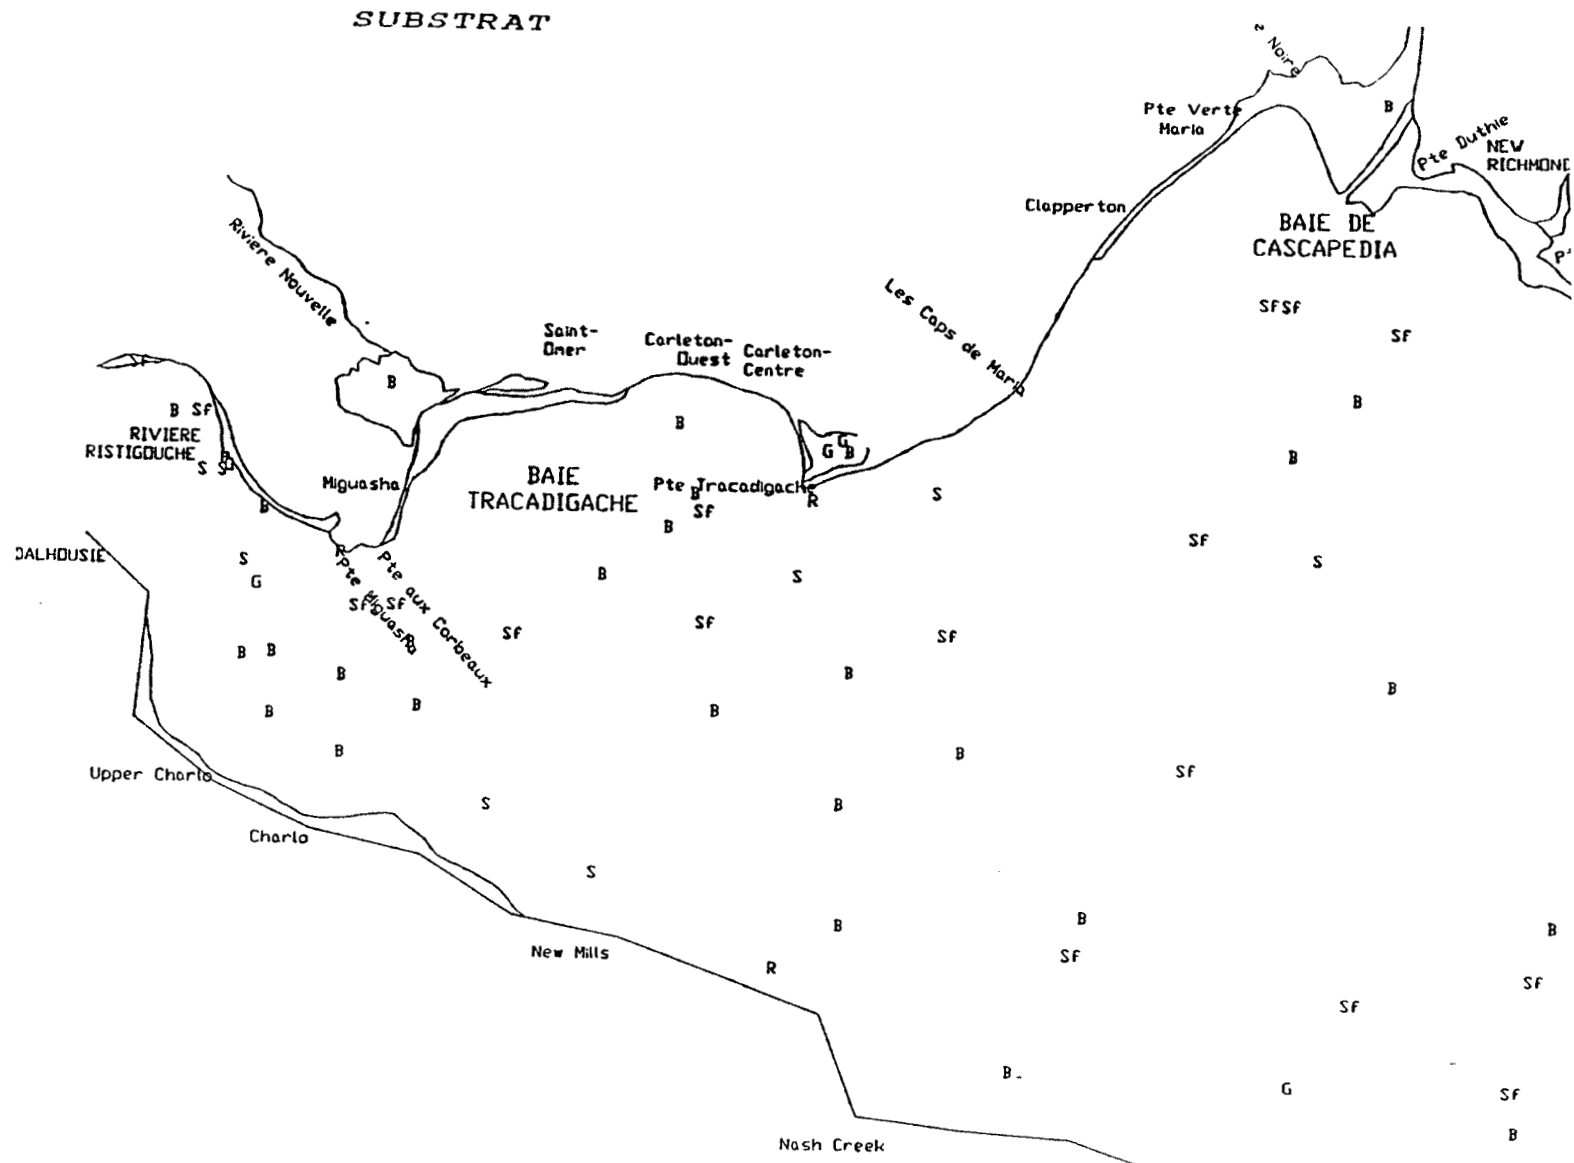 SUBSTRAT
Noire
B
Pte Verte
Maria
Pte Duthie
NEW
RICHMOND
Clapperton
BAIE DE
CASCAPEDIA
Riviere Nouvelle
Les Caps de Maria
SfSf
Sf
Saint-
Omer
Carleton-
Ouest
Carleton-
Centre
B
B
B Sf
RIVIERE
RISTIGOUCHE
S S
B
G G
B
B
Miguasha
BAIE
TRACADIGACHE
Pte Tracadigache
B
Sf
B
R
S
B
DALHOUSIE
S
G
R
Pte Miguasha
Pte aux Corbeaux
Sf Sf
B
S
Sf
S
Sf
Sf
Sf
B B
B
B
B
B
B
B
B
B
Sf
Upper Charlo
S
B
Charlo
S
B
B
B
New Mills
R
Sf
Sf
Sf
B
G
Sf
B
Nash Creek